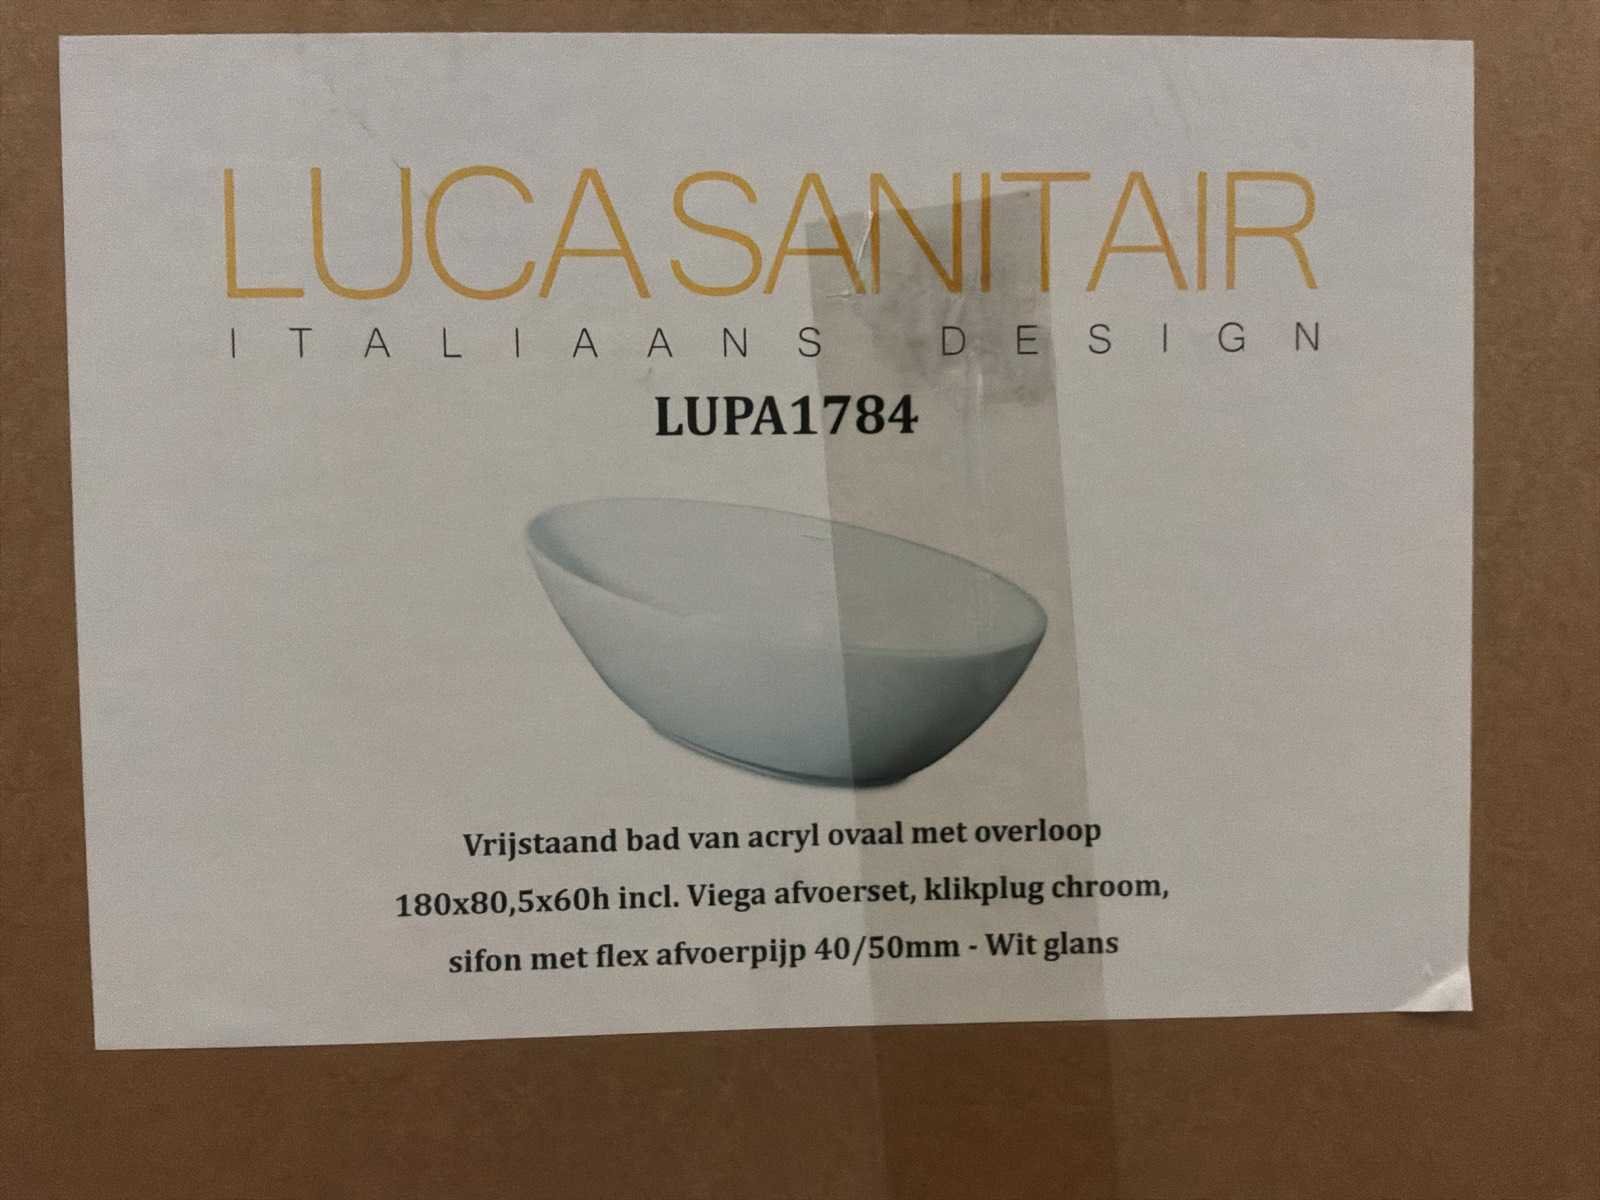 LUCA SANITAIR
ITALIAANS DESIGN
LUPA1784
Vrijstaand bad van acryl ovaal met overloop
180x80,5x60h incl. Viega afvoerset, klikplug chroom,
sifon met flex afvoerpijp 40/50mm - Wit glans